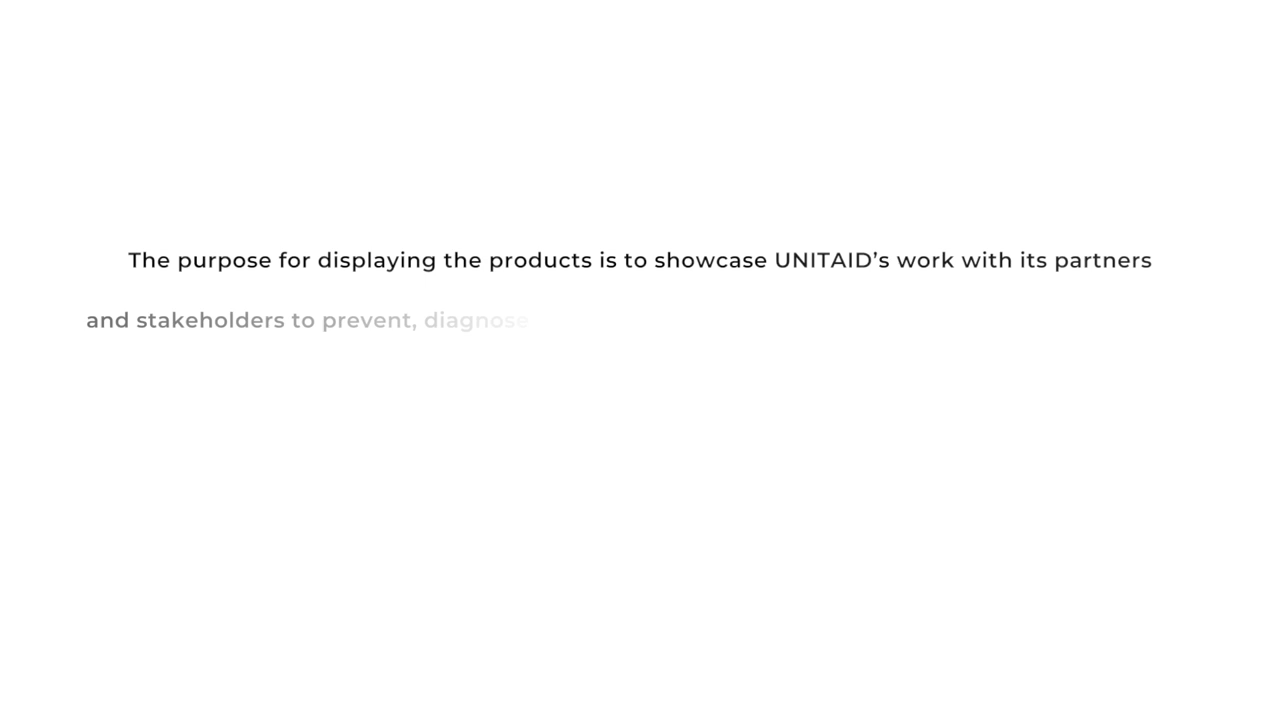 The purpose for displaying the products is to showcase UNITAID’s work with its partners
and stakeholders to prevent, diagnose